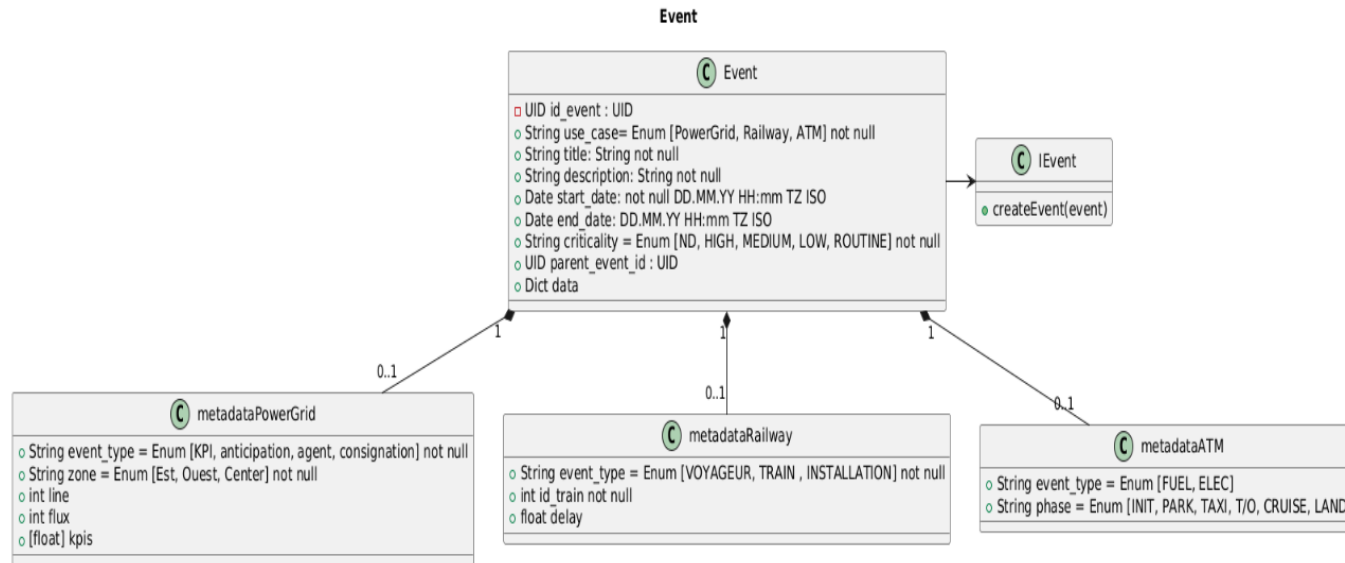 Event
C Event
UID id_event : UID
String use_case= Enum [PowerGrid, Railway, ATM] not null
String title: String not null
String description: String not null
Date start_date: not null DD.MM.YY HH:mm TZ ISO
Date end_date: DD.MM.YY HH:mm TZ ISO
String criticality = Enum [ND, HIGH, MEDIUM, LOW, ROUTINE] not null
UID parent_event_id : UID
Dict data
C IEvent
createEvent(event)
1
1
1
0..1
0..1
0..1
C metadataPowerGrid
String event_type = Enum [KPI, anticipation, agent, consignation] not null
String zone = Enum [Est, Ouest, Center] not null
int line
int flux
[float] kpis
C metadataRailway
String event_type = Enum [VOYAGEUR, TRAIN , INSTALLATION] not null
int id_train not null
float delay
C metadataATM
String event_type = Enum [FUEL, ELEC]
String phase = Enum [INIT, PARK, TAXI, T/O, CRUISE, LAND